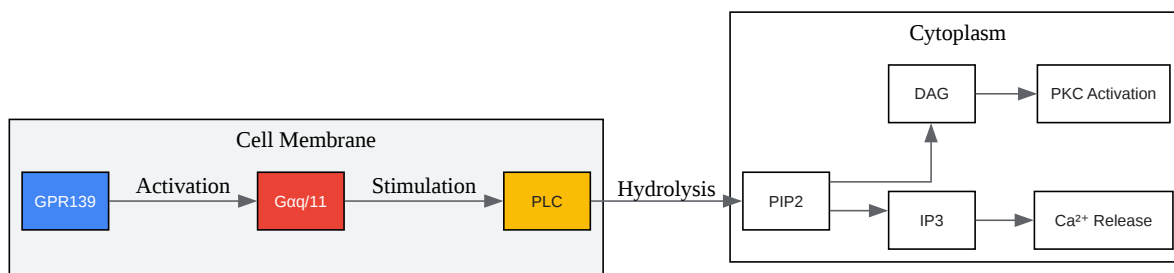 Cytoplasm
DAG
PKC Activation
Cell Membrane
GPR139
Activation
Gαq/11
Stimulation
PLC
Hydrolysis
PIP2
IP3
Ca²⁺ Release